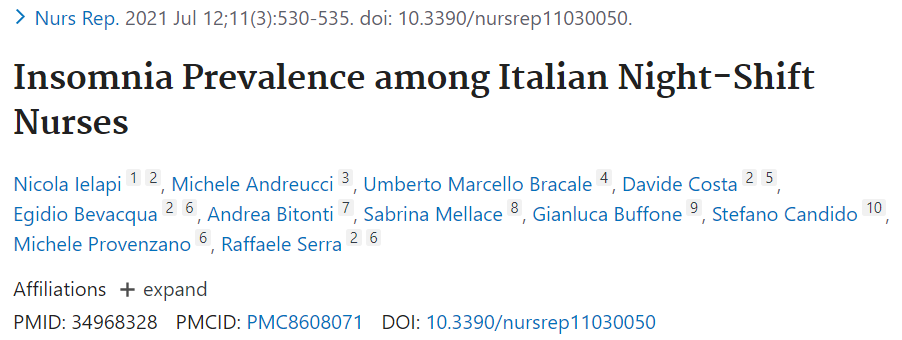 > Nurs Rep. 2021 Jul 12;11(3):530-535. doi: 10.3390/nursrep11030050.
Insomnia Prevalence among Italian Night-Shift
Nurses
Nicola Ielapi 1 2, Michele Andreucci 3, Umberto Marcello Bracale 4, Davide Costa 2 5,
Egidio Bevacqua 2 6, Andrea Bitonti 7, Sabrina Mellace 8, Gianluca Buffone 9, Stefano Candido 10,
Michele Provenzano 6, Raffaele Serra 2 6
Affiliations + expand
PMID: 34968328 PMCID: PMC8608071 DOI: 10.3390/nursrep11030050